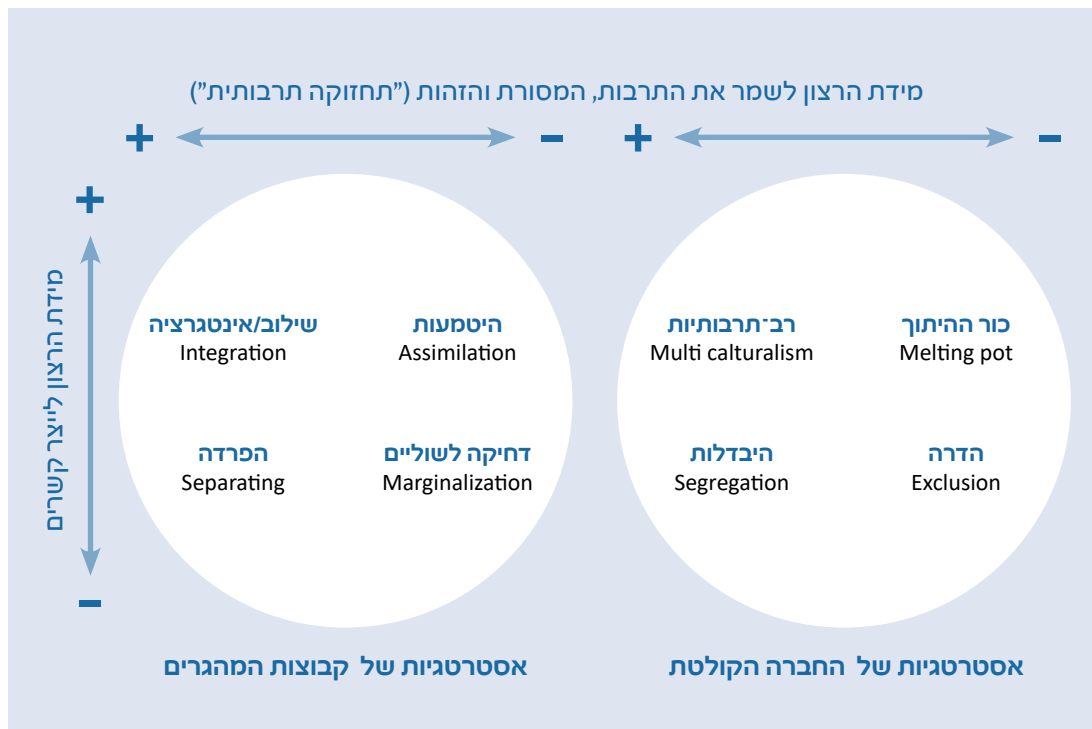 מידת הרצון לשמר את התרבות, המסורת והזהות ("תחזוקה תרבותית")
+ - + -
+
מידת הרצון לייצר קשרים
-
שילוב/אינטגרציה
Integration
היטמעות
Assimilation
הפרדה
Separating
דחיקה לשוליים
Marginalization
רב־תרבותיות
Multi calturalism
כור ההיתוך
Melting pot
היבדלות
Segregation
הדרה
Exclusion
אסטרטגיות של קבוצות המהגרים
אסטרטגיות של החברה הקולטת